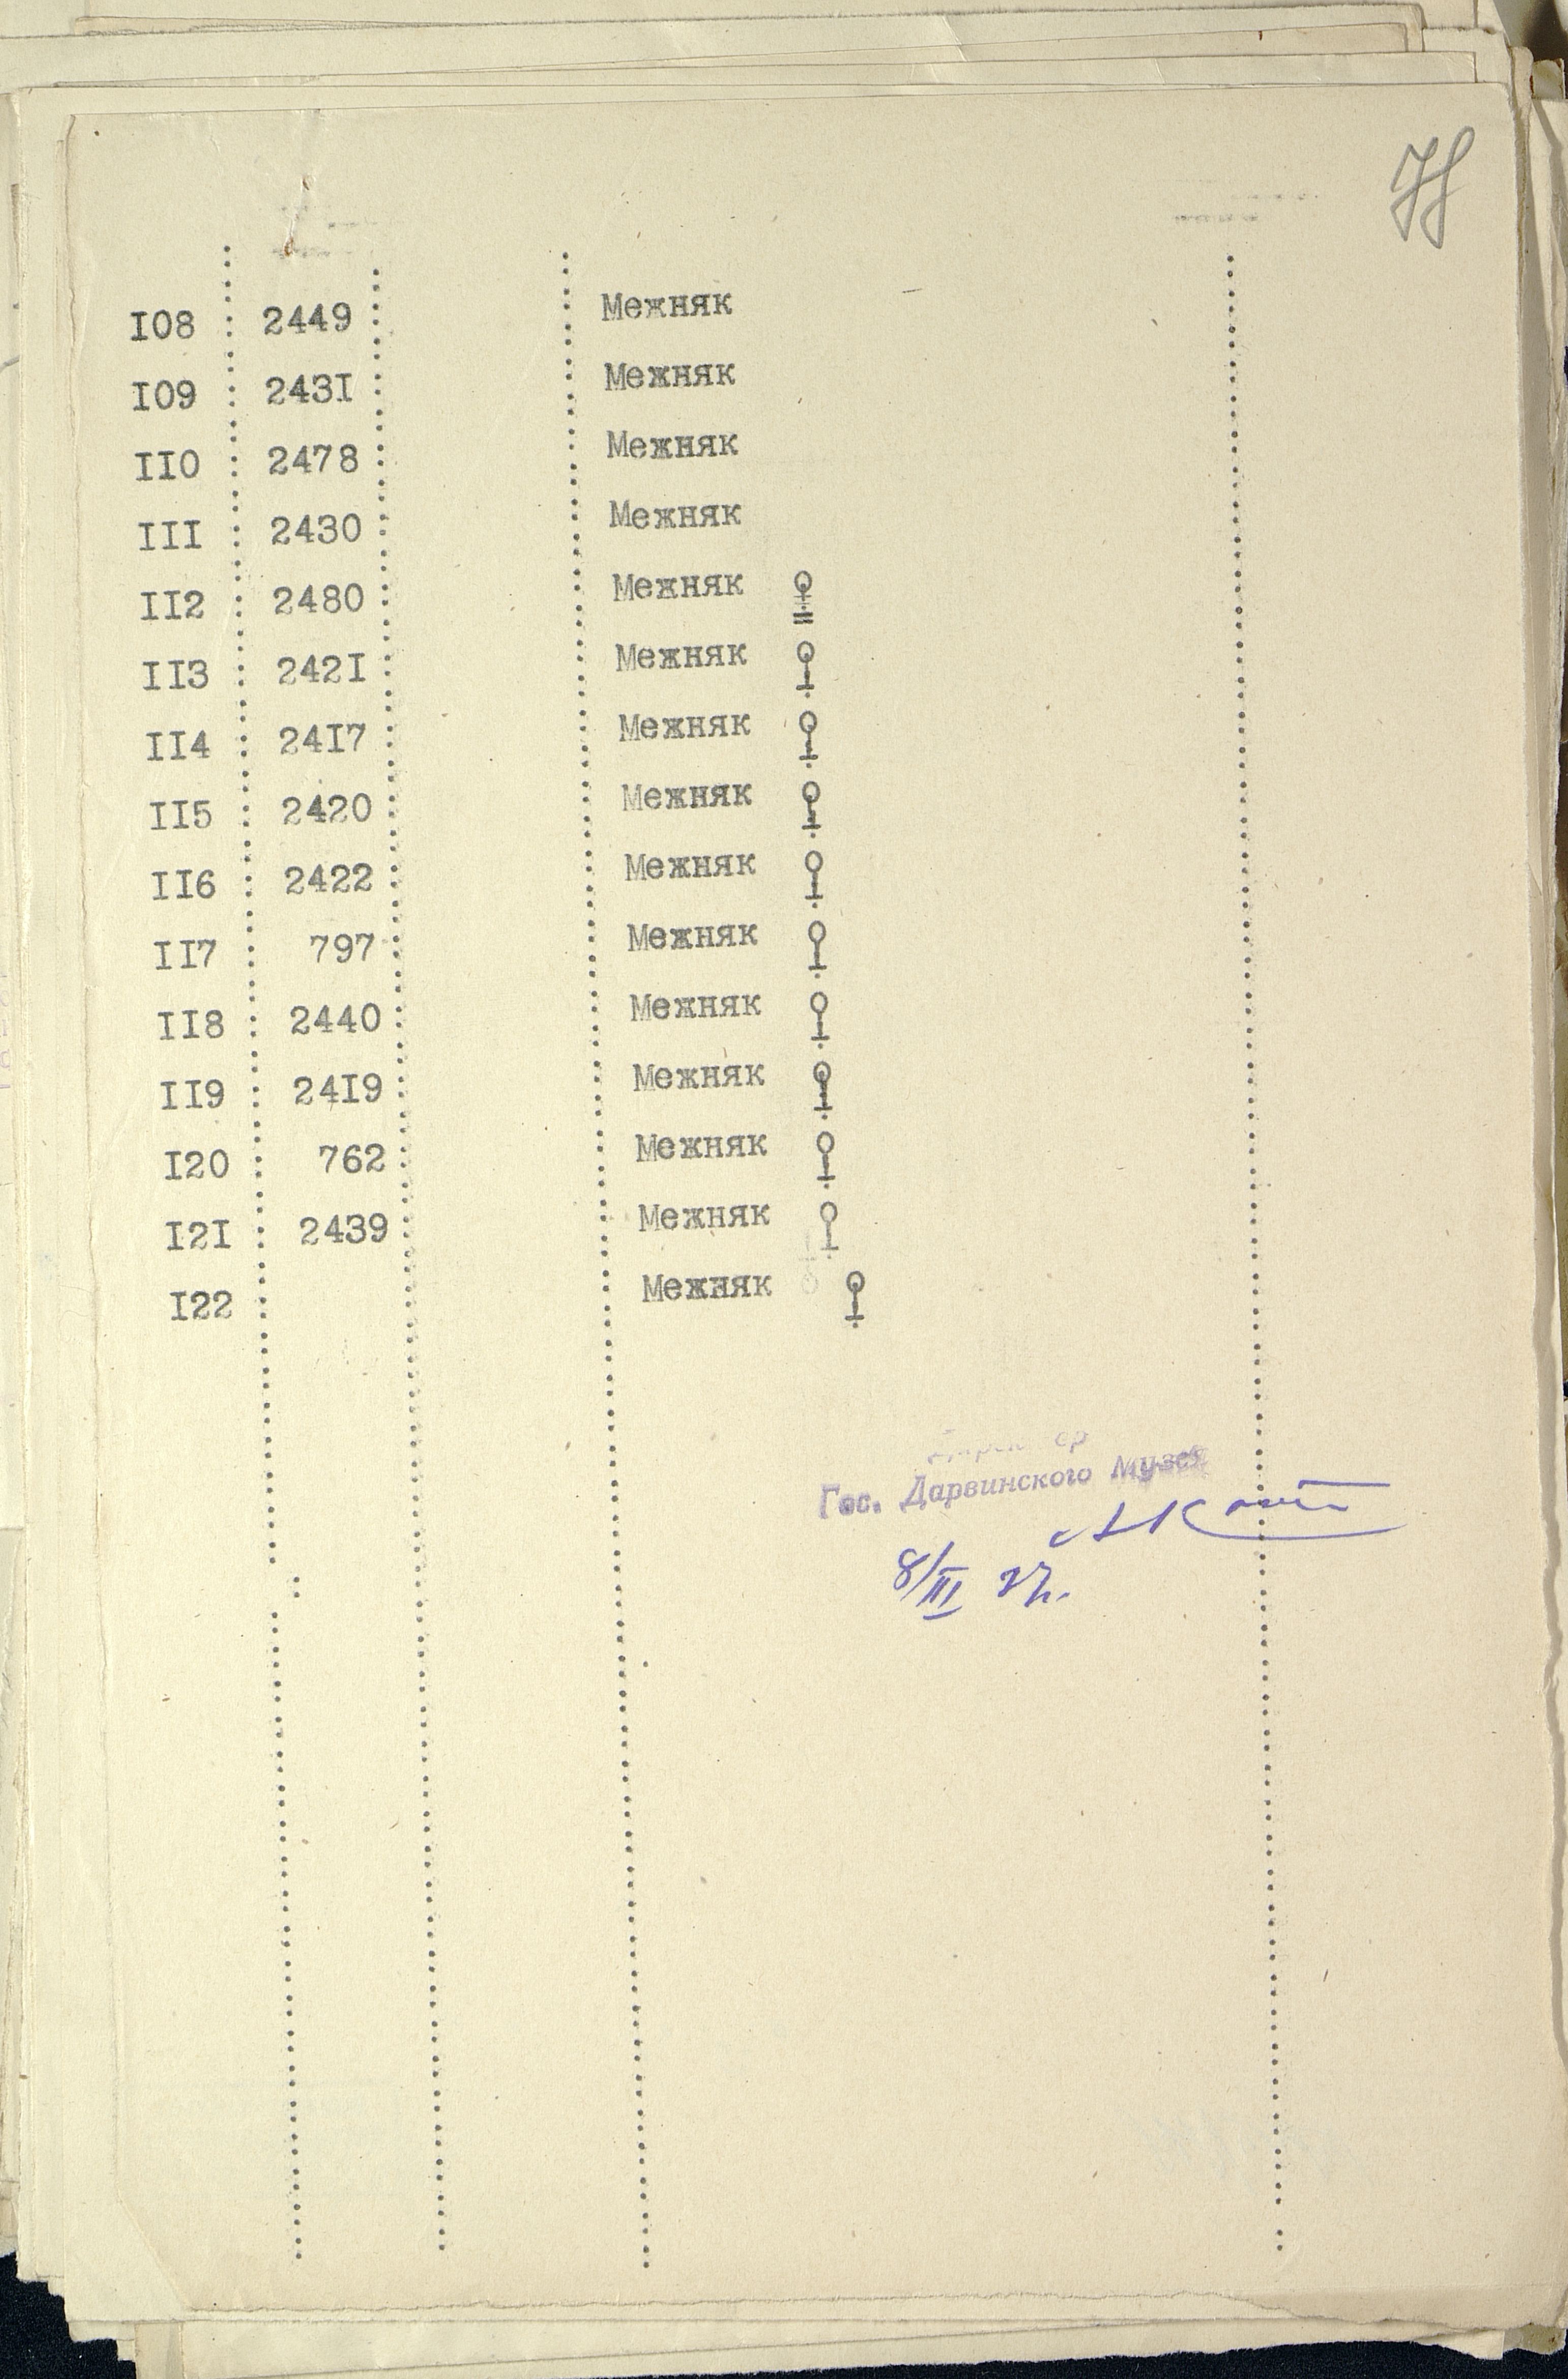 I08 : 2449 : : Межняк
I09 : 243I : : Межняк
II0 : 2478 : : Межняк
III : 2430 : : Межняк
II2 : 2480 : : Межняк ♀
II3 : 242I : : Межняк ♀
II4 : 24I7 : : Межняк ♀
II5 : 2420 : : Межняк ♀
II6 : 2422 : : Межняк ♀
II7 : 797 : : Межняк ♀
II8 : 2440 : : Межняк ♀
II9 : 24I9 : : Межняк ♀
I20 : 762 : : Межняк ♀
I2I : 2439 : : Межняк ♀
I22 : : : Межняк ♀
Гос. Дарвинского Музея
8/III